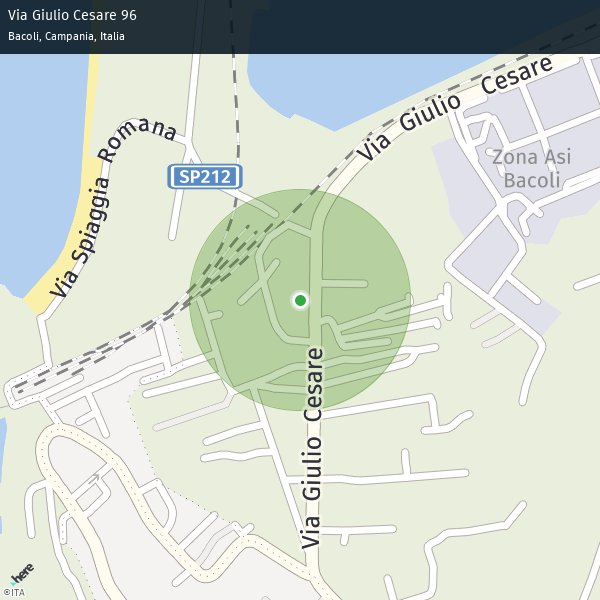 Via Giulio Cesare 96
Bacoli, Campania, Italia
Via Giulio Cesare
Via Spiaggia Romana
SP212
Zona Asi
Bacoli
Via Giulio Cesare
here
©ITA